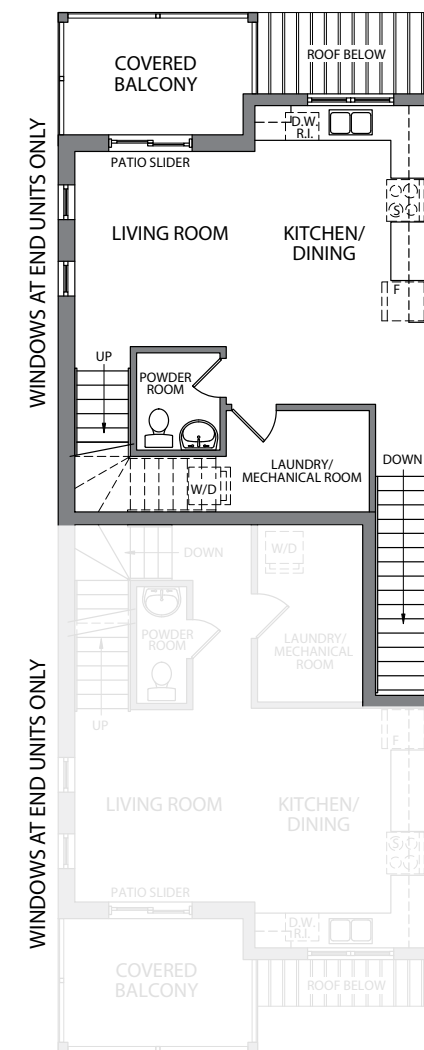 COVERED
BALCONY
ROOF BELOW
D.W.
R.I.
PATIO SLIDER
WINDOWS AT END UNITS ONLY
LIVING ROOM
KITCHEN/
DINING
S
F
UP
POWDER
ROOM
LAUNDRY/
MECHANICAL ROOM
W/D
DOWN
DOWN
W/D
POWDER
ROOM
LAUNDRY/
MECHANICAL
ROOM
UP
F
WINDOWS AT END UNITS ONLY
LIVING ROOM
KITCHEN/
DINING
S
PATIO SLIDER
D.W.
R.I.
COVERED
BALCONY
ROOF BELOW